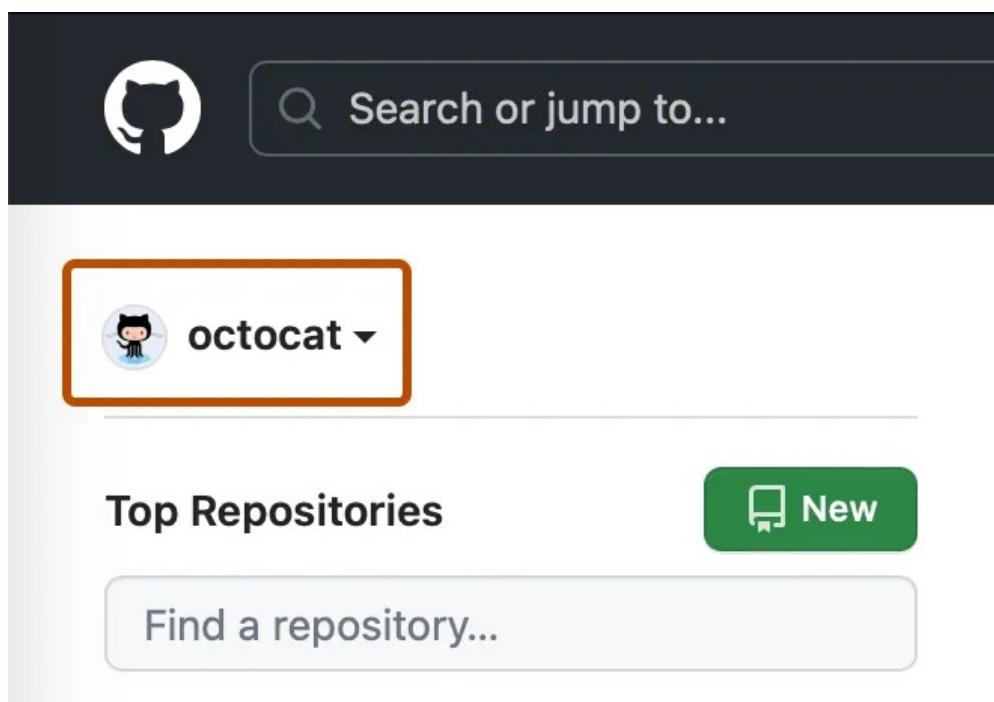 Search or jump to...
octocat
Top Repositories
New
Find a repository...